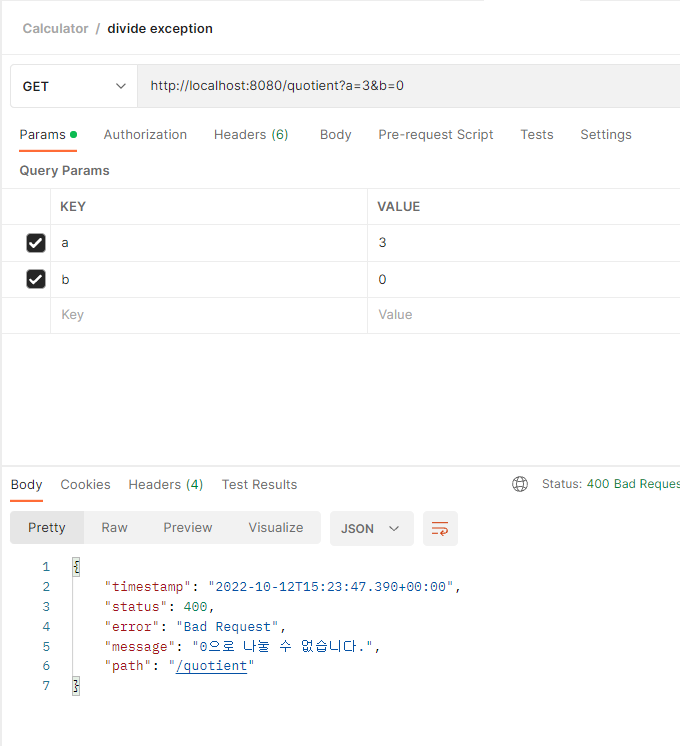 Calculator / divide exception
GET http://localhost:8080/quotient?a=3&b=0
Params Authorization Headers (6) Body Pre-request Script Tests Settings
Query Params
KEY VALUE
a 3
b 0
Key Value
Body Cookies Headers (4) Test Results Status: 400 Bad Reques
Pretty Raw Preview Visualize JSON
1 {
2 "timestamp": "2022-10-12T15:23:47.390+00:00",
3 "status": 400,
4 "error": "Bad Request",
5 "message": "0으로 나눌 수 없습니다.",
6 "path": "/quotient"
7 }